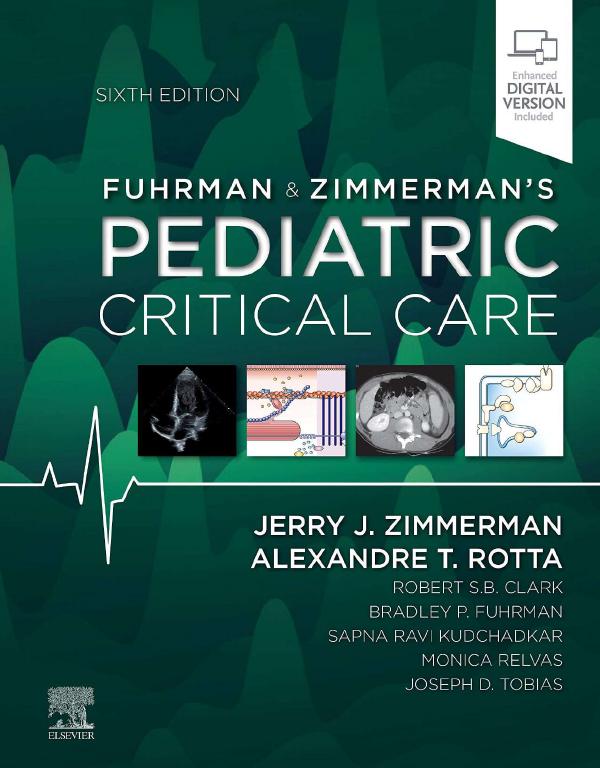 Enhanced
DIGITAL
VERSION
Included
SIXTH EDITION
FUHRMAN & ZIMMERMAN'S
PEDIATRIC
CRITICAL CARE
JERRY J. ZIMMERMAN
ALEXANDRE T. ROTTA
ROBERT S.B. CLARK
BRADLEY P. FUHRMAN
SAPNA RAVI KUDCHADKAR
MONICA RELVAS
JOSEPH D. TOBIAS
ELSEVIER